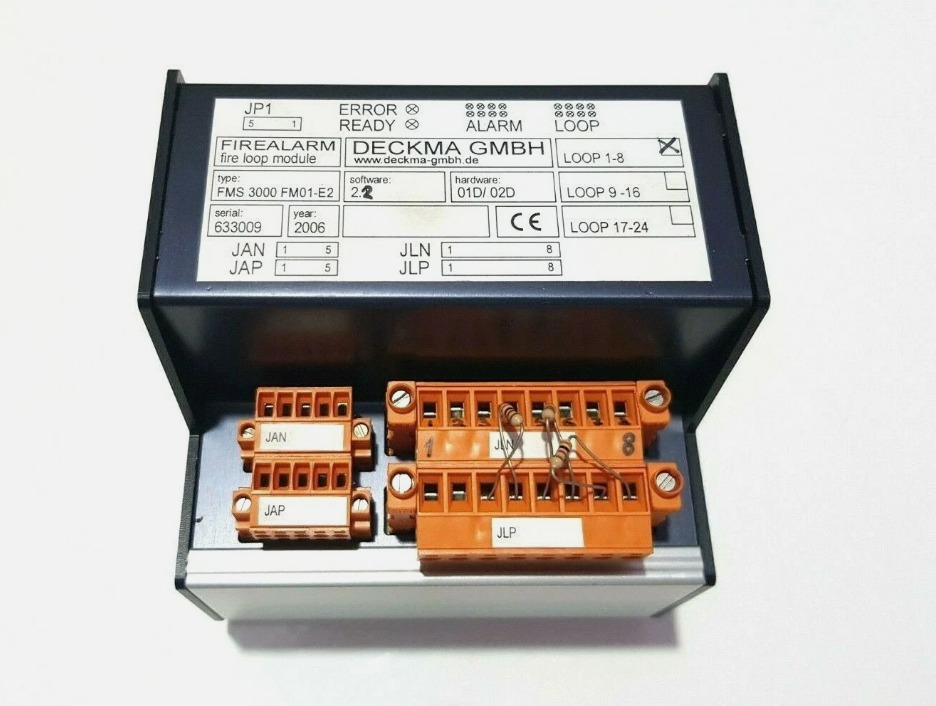 JP1
5 1
ERROR
READY
ALARM
LOOP
FIREALARM
fire loop module
DECKMA GMBH
www.deckma-gmbh.de
LOOP 1-8
type:
FMS 3000 FM01-E2
software:
2.2
hardware:
01D/ 02D
LOOP 9 -16
serial:
633009
year:
2006
CE
LOOP 17-24
JAN 1 5
JLN 1 8
JAP 1 5
JLP 1 8
JAN
1 JLN 8
JAP
JLP